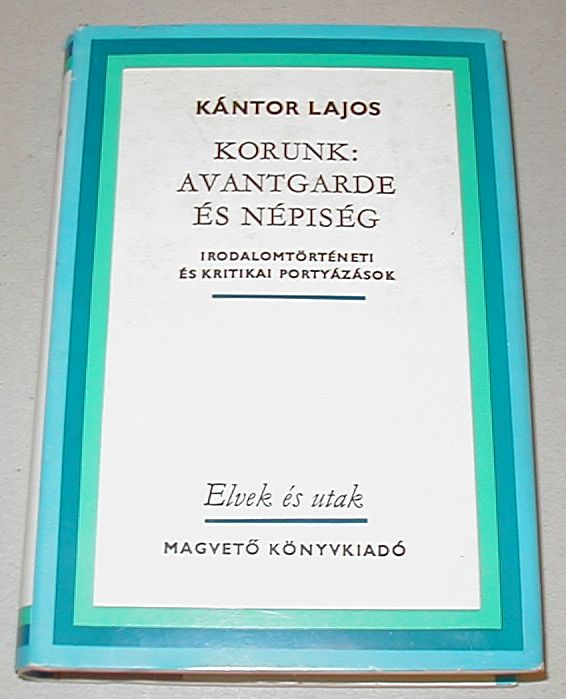 KÁNTOR LAJOS
KORUNK:
AVANTGARDE
ÉS NÉPISÉG
IRODALOMTÖRTÉNETI
ÉS KRITIKAI PORTYÁZÁSOK
Elvek és utak
MAGVETŐ KÖNYVKIADÓ